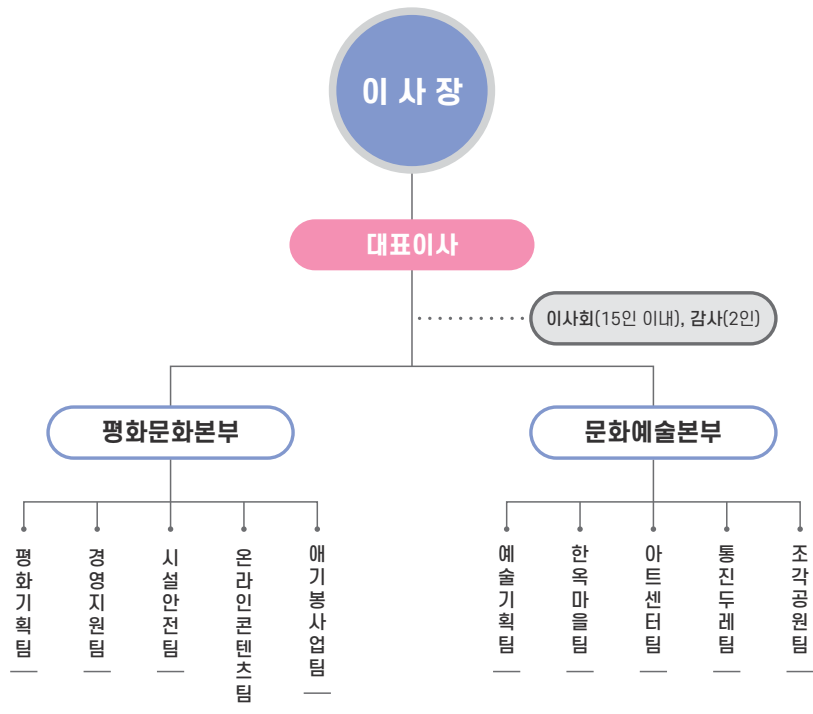 이 사 장
대표이사
이사회(15인 이내), 감사(2인)
평화문화본부
문화예술본부
평화기획팀
경영지원팀
시설안전팀
온라인콘텐츠팀
애기봉사업팀
예술기획팀
한옥마을팀
아트센터팀
통진두레팀
조각공원팀